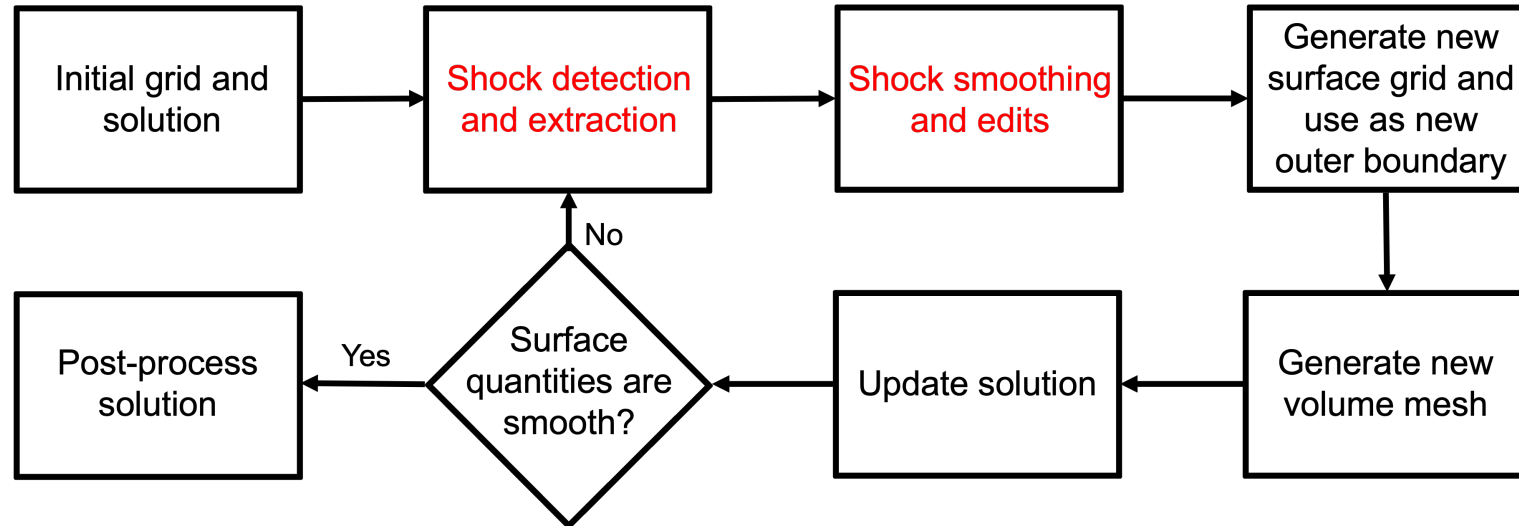 Initial grid and
solution
Shock detection
and extraction
Shock smoothing
and edits
Generate new
surface grid and
use as new
outer boundary
No
Post-process
solution
Yes
Surface
quantities are
smooth?
Update solution
Generate new
volume mesh